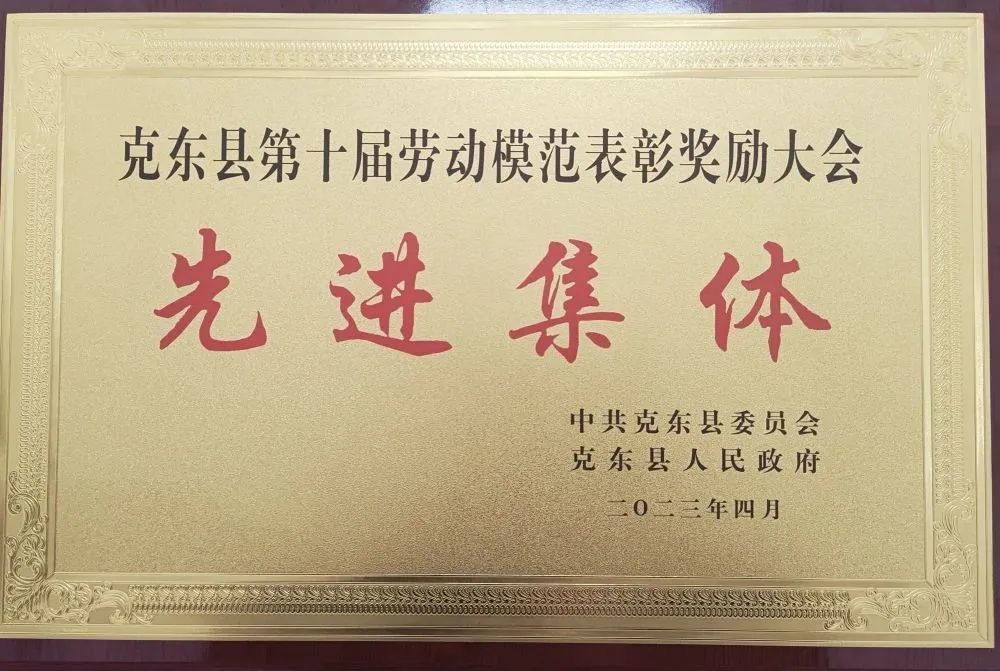 克东县第十届劳动模范表彰奖励大会
先进集体
中共克东县委员会
克东县人民政府
二〇二三年四月